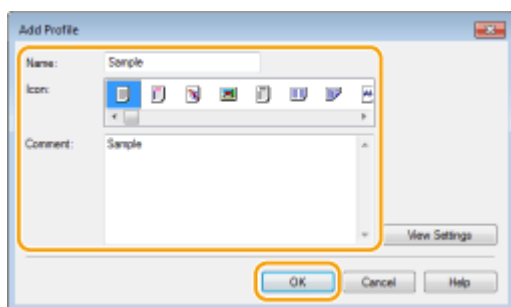 Add Profile
Name: Sample
Icon:
Comment: Sample
View Settings
OK Cancel Help